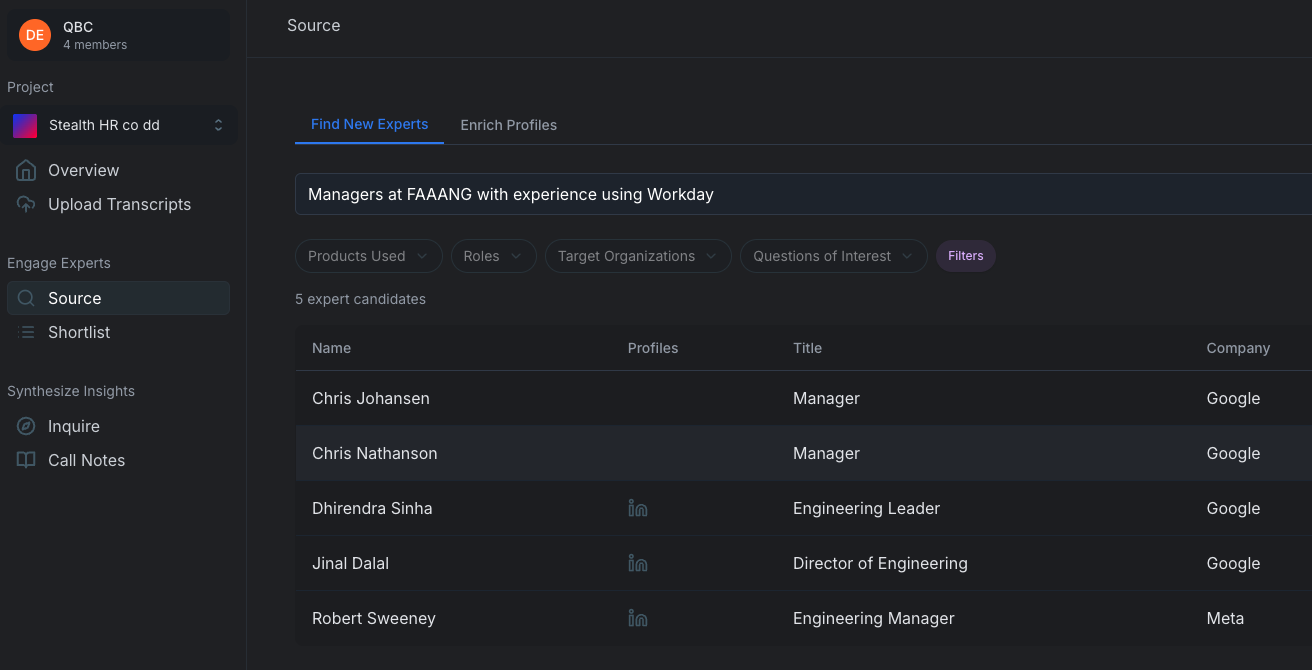 DE
QBC
4 members
Project
Stealth HR co dd
Overview
Upload Transcripts
Engage Experts
Source
Shortlist
Synthesize Insights
Inquire
Call Notes
Source
Find New Experts Enrich Profiles
Managers at FAAANG with experience using Workday
Products Used Roles Target Organizations Questions of Interest Filters
5 expert candidates
Name Profiles Title Company
Chris Johansen Manager Google
Chris Nathanson Manager Google
Dhirendra Sinha in Engineering Leader Google
Jinal Dalal in Director of Engineering Google
Robert Sweeney in Engineering Manager Meta